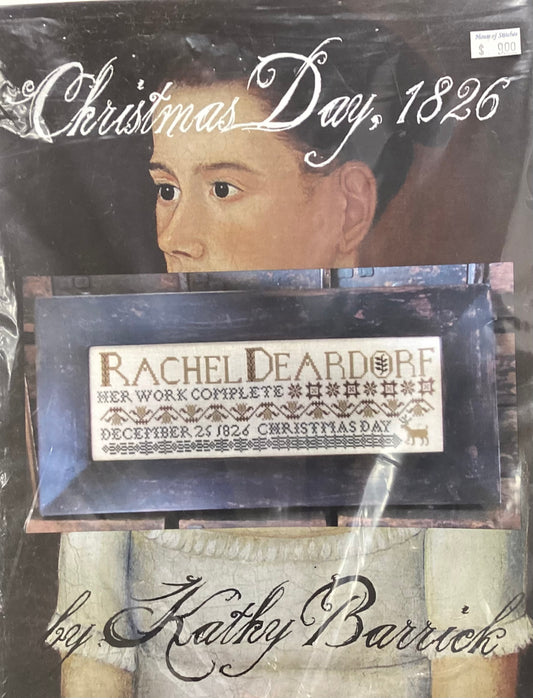 House of Stitches
$ 9.00
Christmas Day, 1826
RACHEL DEARDORF
HER WORK COMPLETE
DECEMBER 25 1826 CHRISTMAS DAY
by Kathy Barrick